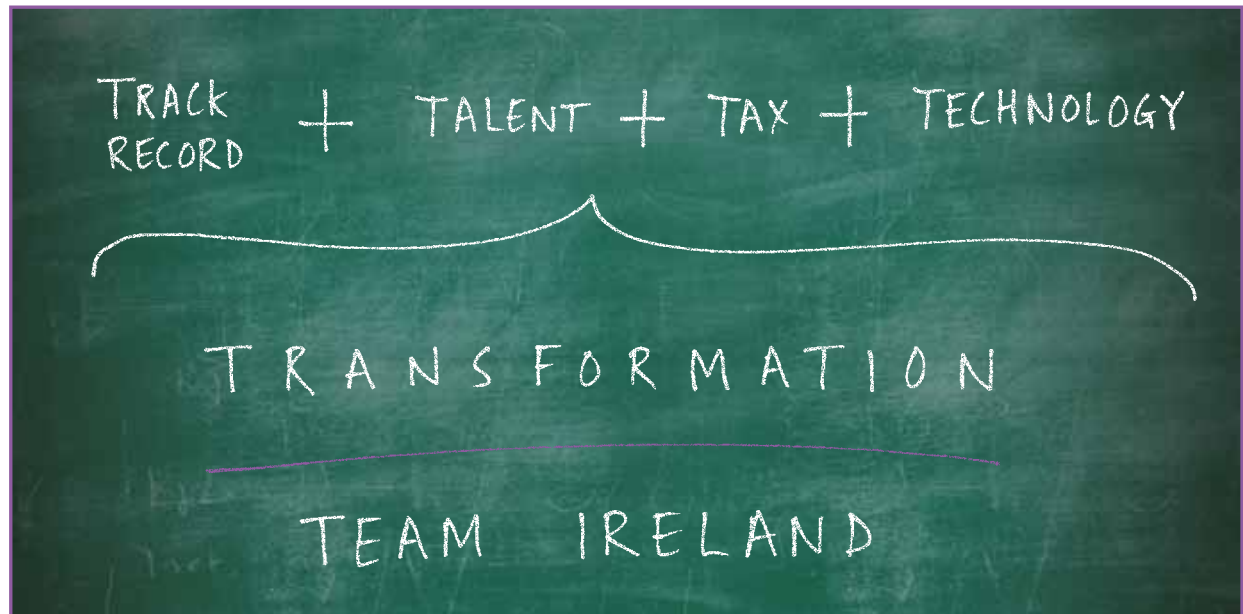 TRACK RECORD + TALENT + TAX + TECHNOLOGY
TRANSFORMATION
TEAM IRELAND